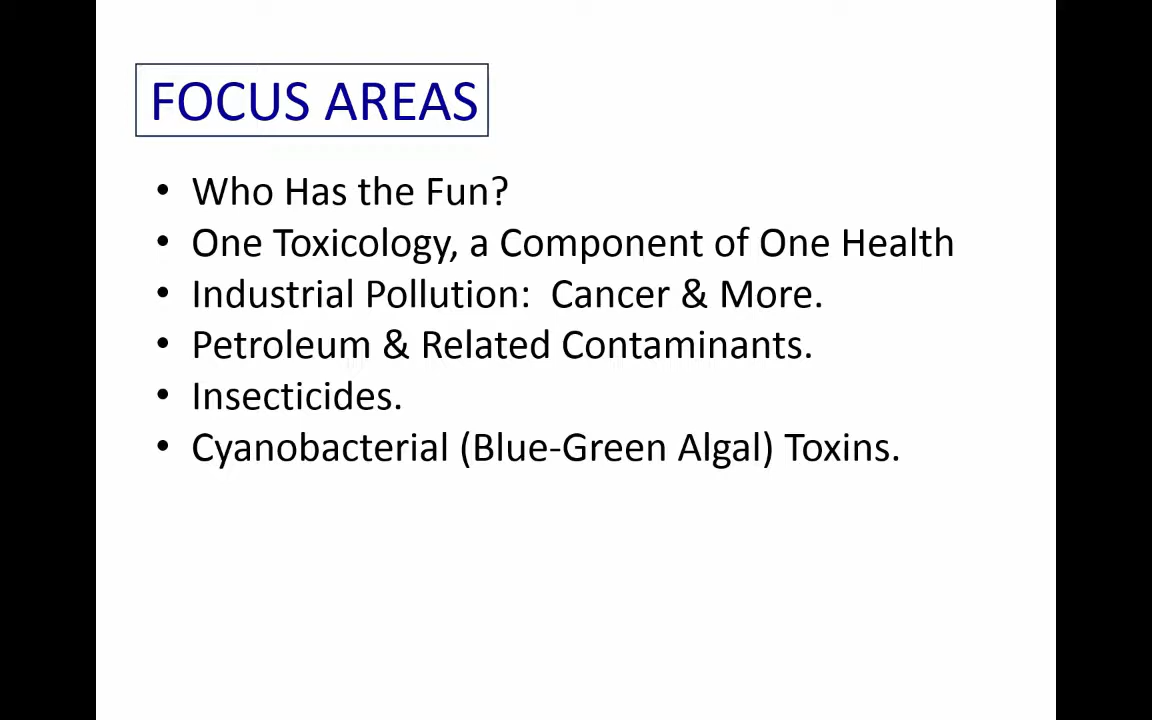 FOCUS AREAS
• Who Has the Fun?
• One Toxicology, a Component of One Health
• Industrial Pollution:  Cancer & More.
• Petroleum & Related Contaminants.
• Insecticides.
• Cyanobacterial (Blue-Green Algal) Toxins.